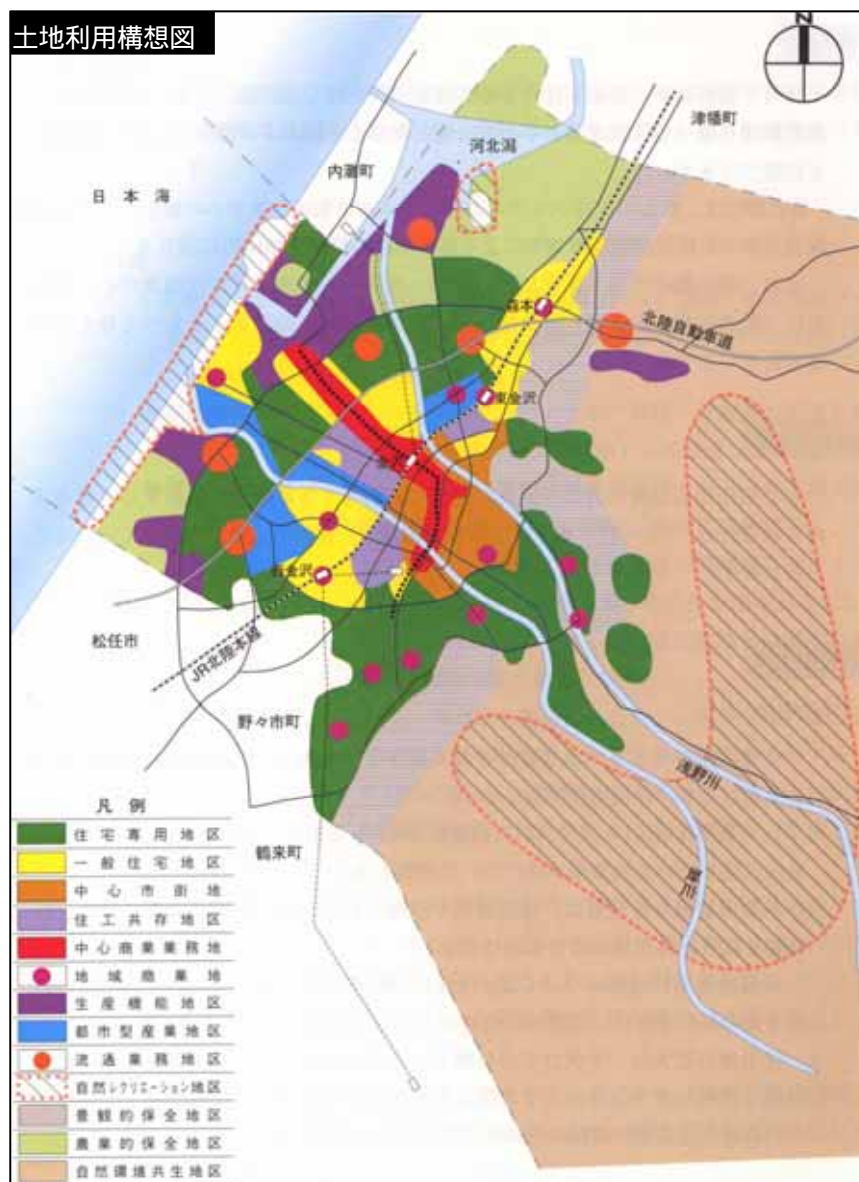 土地利用構想図
N
津幡町
河北潟
内灘町
日本海
森本
北陸自動車道
東金沢
金沢
西金沢
松任市
JR北陸本線
野々市町
浅野川
犀川
鶴来町
凡例
住宅専用地区
一般住宅地区
中心市街地
住工共存地区
中心商業業務地
地域商業地
生産機能地区
都市型産業地区
流通業務地区
自然レクリエーション地区
景観的保全地区
農業的保全地区
自然環境共生地区